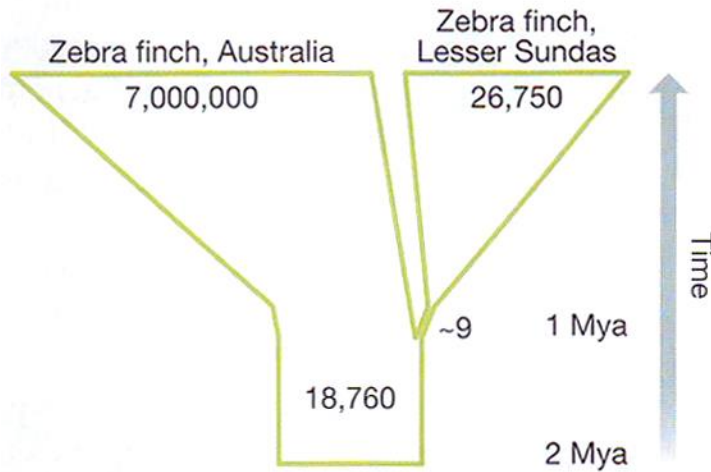 Zebra finch, Australia
Zebra finch,
Lesser Sundas
7,000,000
26,750
Time
~9
1 Mya
18,760
2 Mya